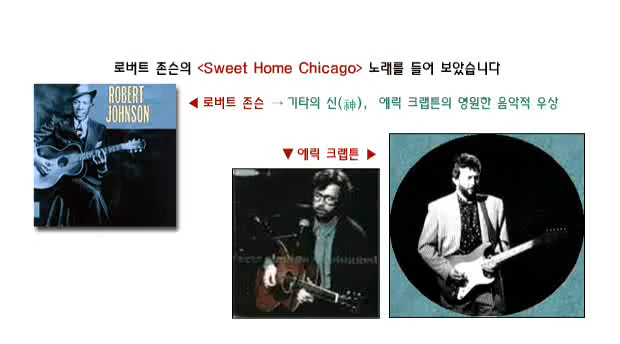 로버트 존슨의 <Sweet Home Chicago> 노래를 들어 보았습니다
ROBERT
JOHNSON
◀ 로버트 존슨 → 기타의 신(神), 에릭 크랩튼의 영원한 음악적 우상
▼ 에릭 크랩튼 ▶